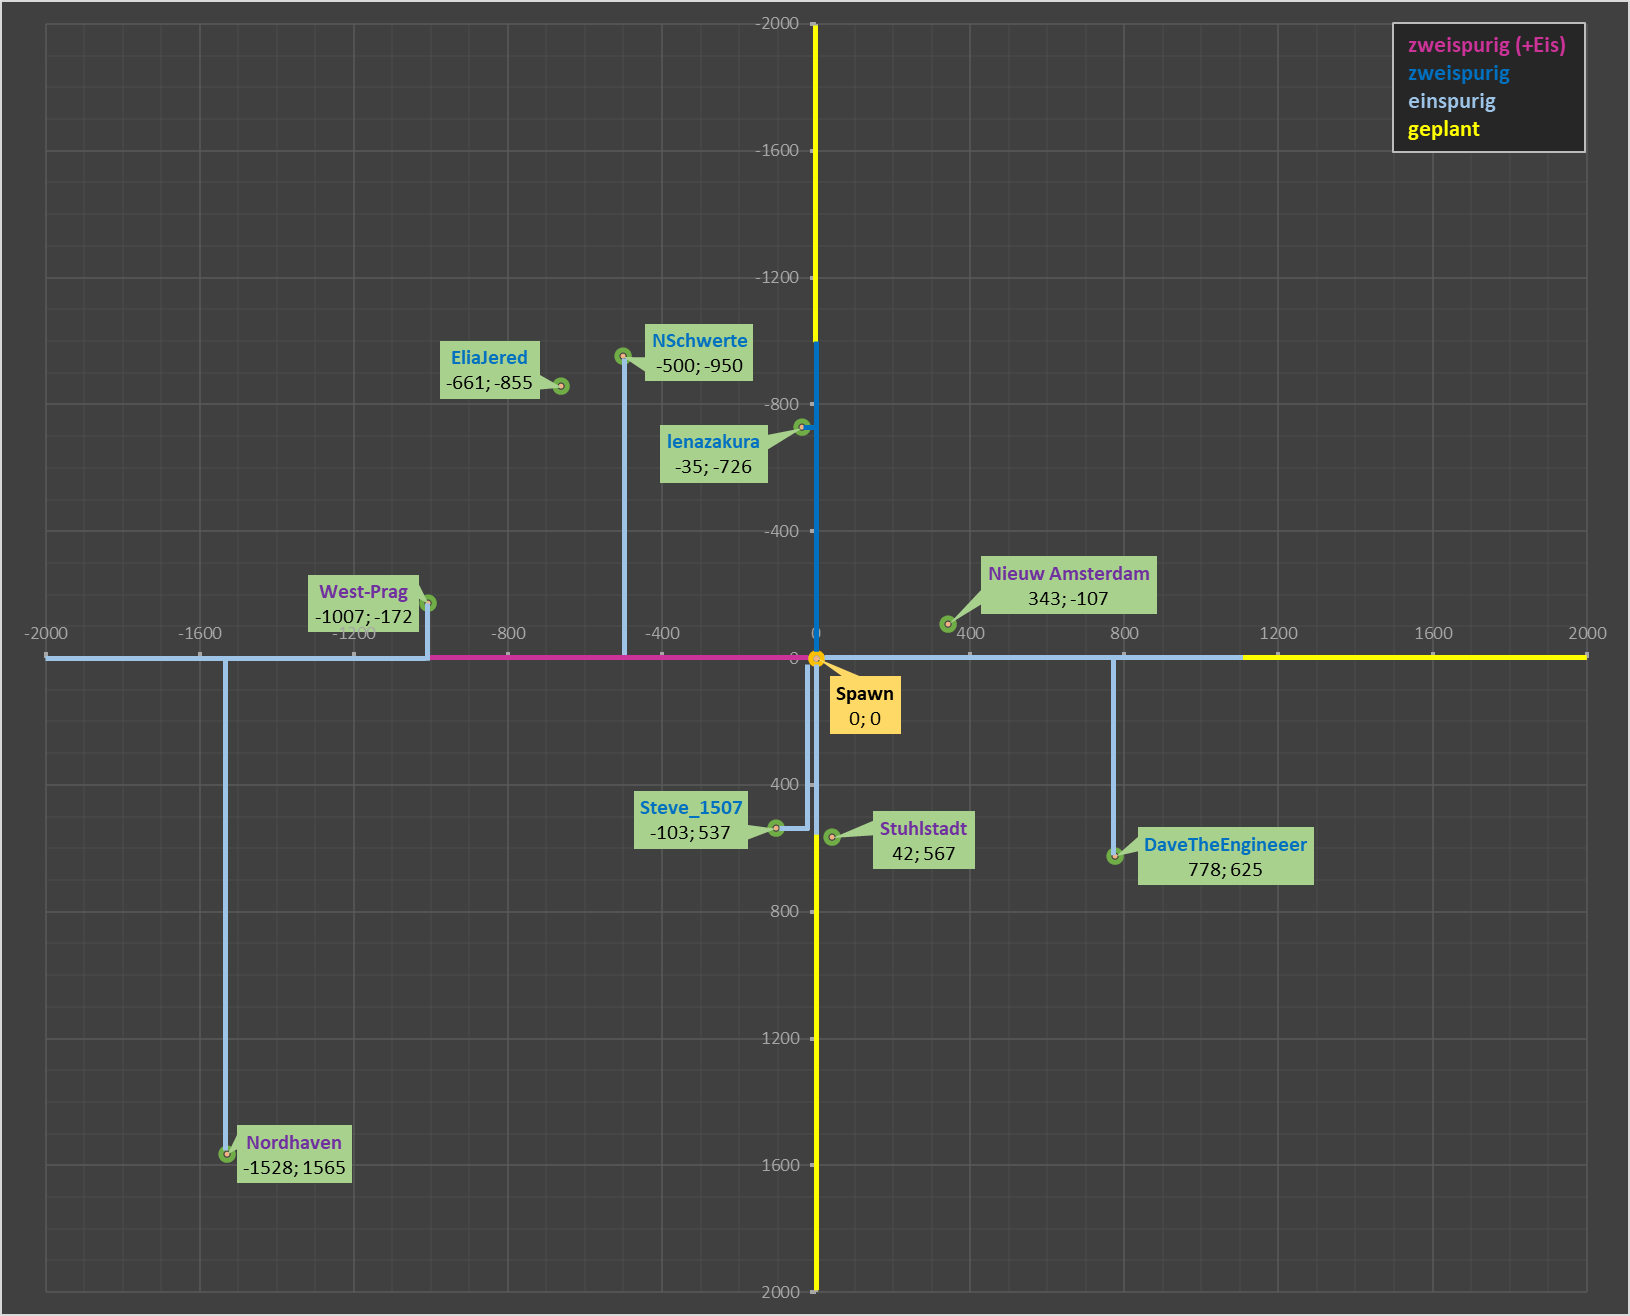 -2000
zweispurig (+Eis)
zweispurig
einspurig
geplant
-1600
-1200
NSchwerte
-500; -950
EliaJered
-661; -855
-800
lenazakura
-35; -726
-400
Nieuw Amsterdam
343; -107
West-Prag
-1007; -172
-2000
-1600
-1200
-800
-400
0
400
800
1200
1600
2000
0
Spawn
0; 0
400
Steve_1507
-103; 537
Stuhlstadt
42; 567
DaveTheEngineeer
778; 625
800
1200
Nordhaven
-1528; 1565
1600
2000